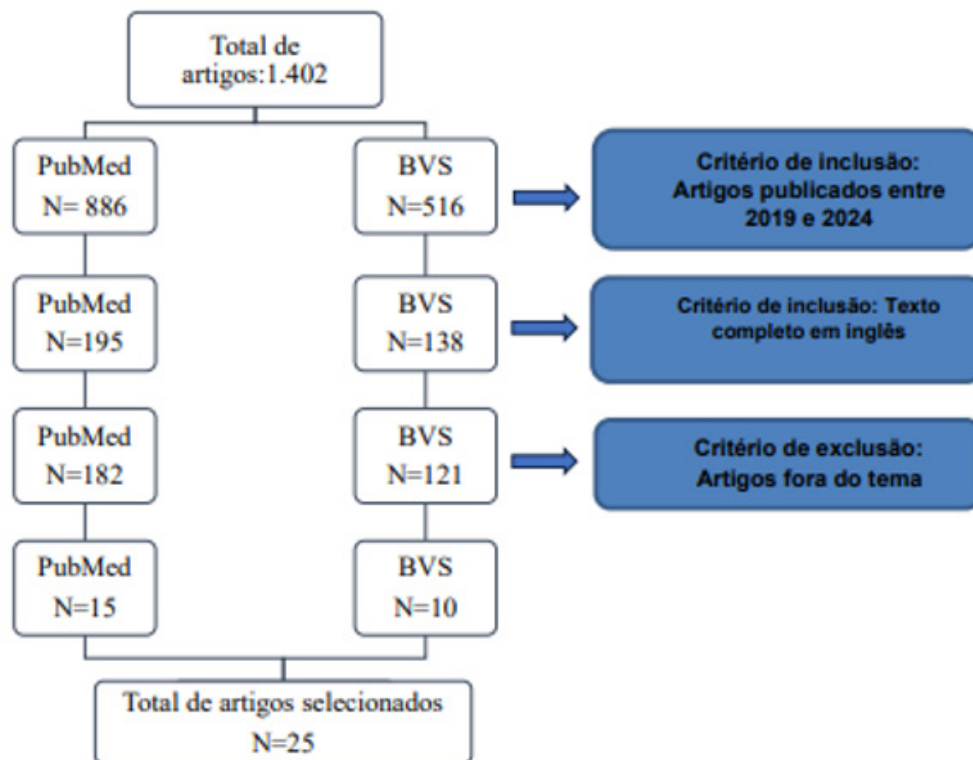 Total de
artigos:1.402
PubMed
N= 886
BVS
N=516
Critério de inclusão:
Artigos publicados entre
2019 e 2024
PubMed
N=195
BVS
N=138
Critério de inclusão: Texto
completo em inglês
PubMed
N=182
BVS
N=121
Critério de exclusão:
Artigos fora do tema
PubMed
N=15
BVS
N=10
Total de artigos selecionados
N=25